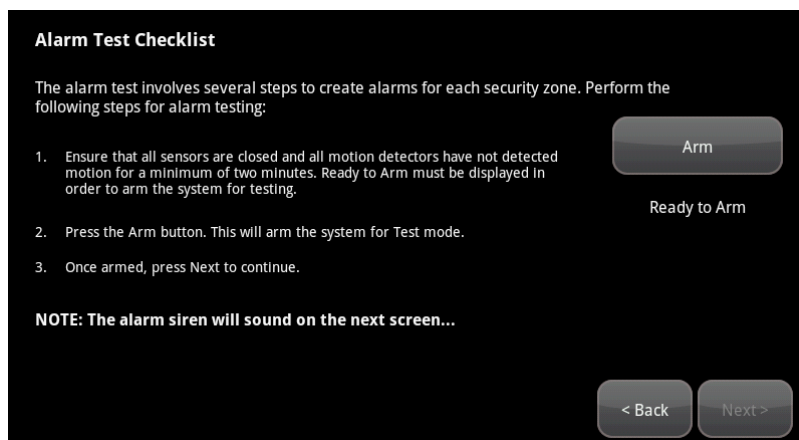 Alarm Test Checklist
The alarm test involves several steps to create alarms for each security zone. Perform the
following steps for alarm testing:
1. Ensure that all sensors are closed and all motion detectors have not detected
motion for a minimum of two minutes. Ready to Arm must be displayed in
order to arm the system for testing.
Arm
Ready to Arm
2. Press the Arm button. This will arm the system for Test mode.
3. Once armed, press Next to continue.
NOTE: The alarm siren will sound on the next screen...
< Back
Next >